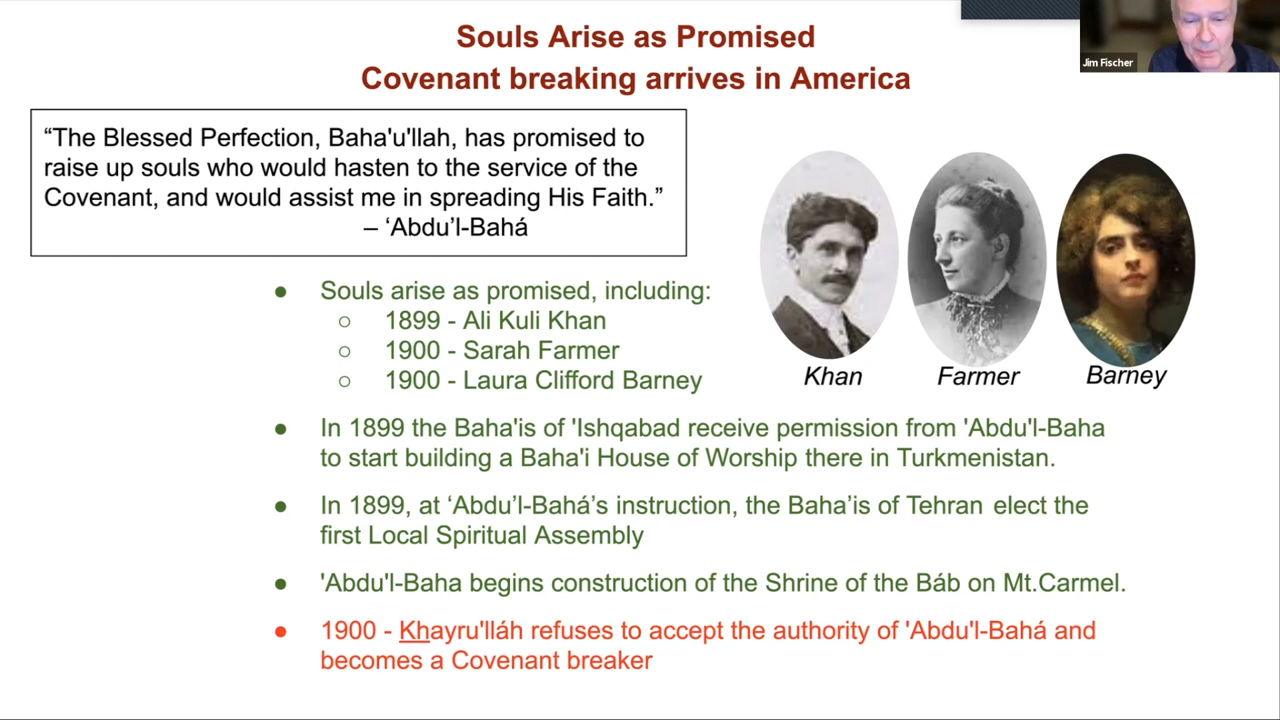 Souls Arise as Promised
Covenant breaking arrives in America
Jim Fischer
“The Blessed Perfection, Baha'u'llah, has promised to
raise up souls who would hasten to the service of the
Covenant, and would assist me in spreading His Faith.”
– ‘Abdu’l-Bahá
Khan
Farmer
Barney
● Souls arise as promised, including:
○ 1899 - Ali Kuli Khan
○ 1900 - Sarah Farmer
○ 1900 - Laura Clifford Barney
● In 1899 the Baha'is of 'Ishqabad receive permission from 'Abdu'l-Baha
to start building a Baha'i House of Worship there in Turkmenistan.
● In 1899, at ‘Abdu’l-Bahá’s instruction, the Baha’is of Tehran elect the
first Local Spiritual Assembly
● 'Abdu'l-Baha begins construction of the Shrine of the Báb on Mt.Carmel.
● 1900 - Khayru'lláh refuses to accept the authority of 'Abdu'l-Bahá and
becomes a Covenant breaker